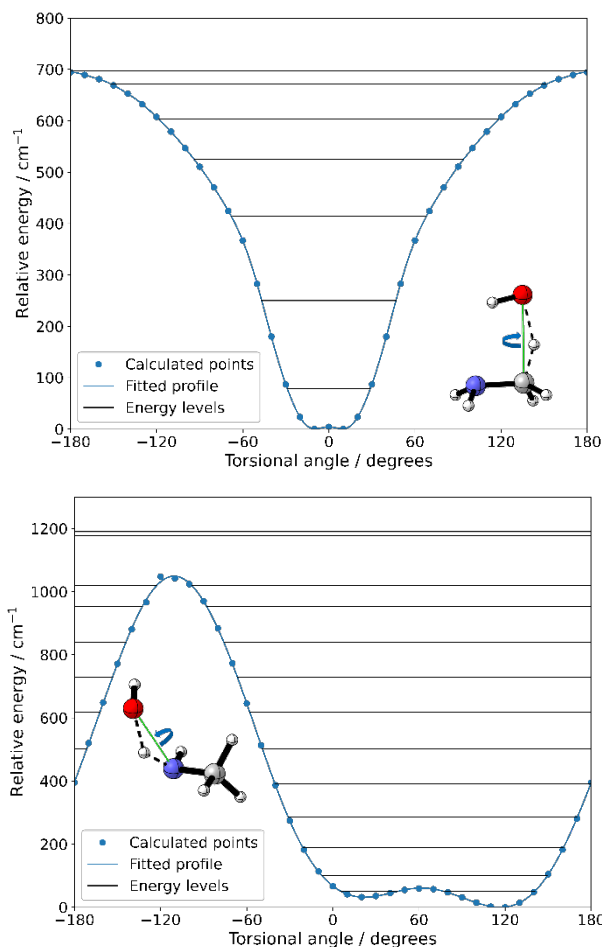 800
700
600
500
400
300
200
100
0
Relative energy / cm⁻¹
Calculated points
Fitted profile
Energy levels
−180 −120 −60 0 60 120 180
Torsional angle / degrees
1200
1000
800
600
400
200
0
Relative energy / cm⁻¹
Calculated points
Fitted profile
Energy levels
−180 −120 −60 0 60 120 180
Torsional angle / degrees